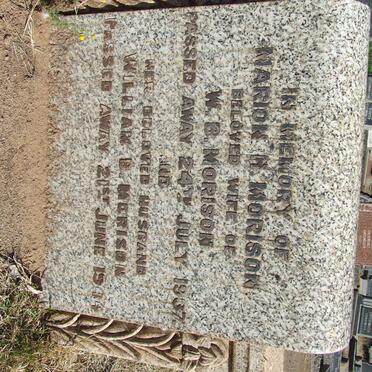 IN MEMORY OF
MARION H. MORISON
BELOVED WIFE OF
W. B. MORISON
PASSED AWAY 24TH JULY 1937
AND
HER BELOVED HUSBAND
WILLIAM B. MORISON
PASSED AWAY 21ST JUNE